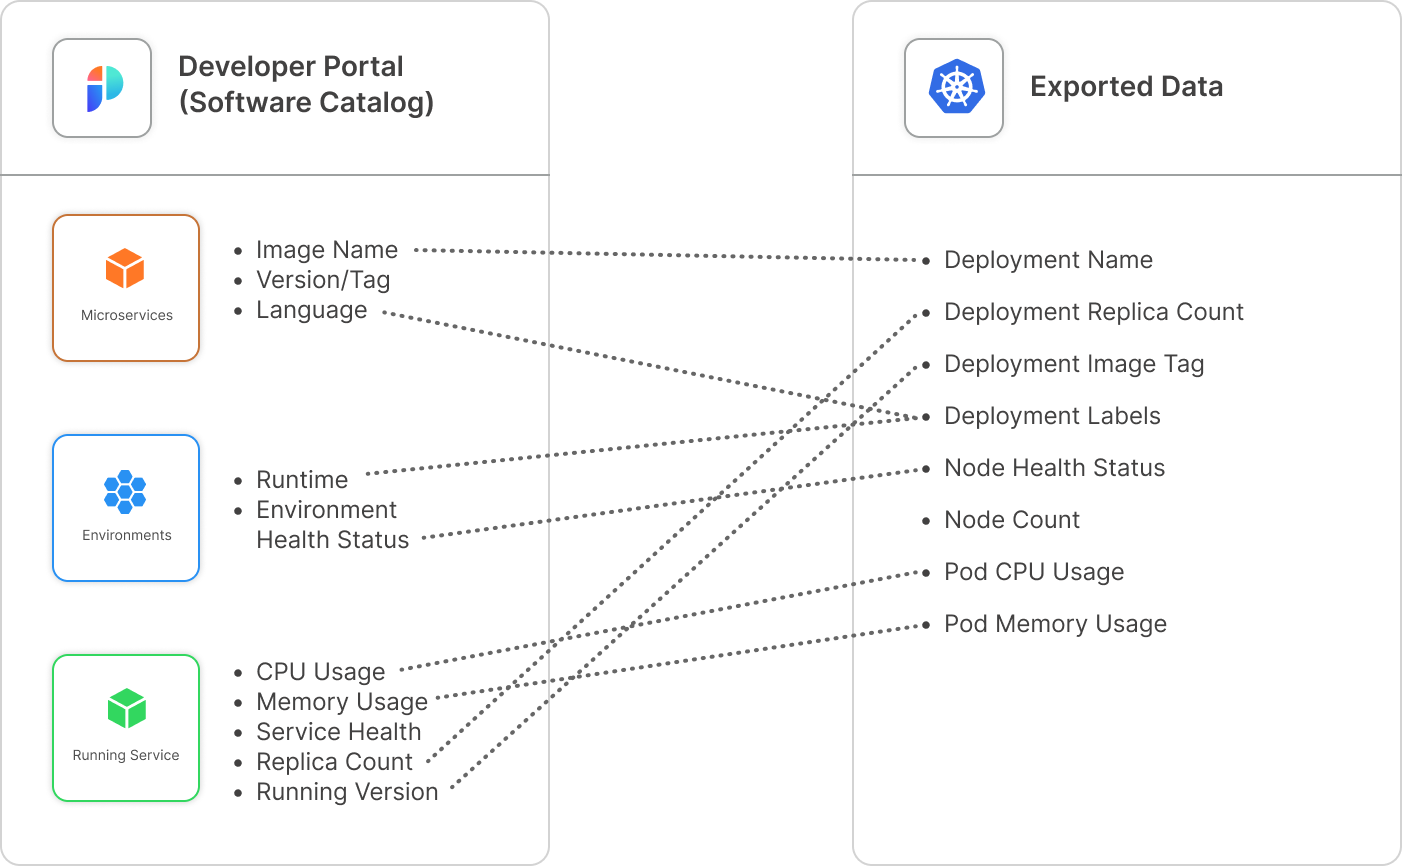 Developer Portal
(Software Catalog)
Microservices
• Image Name
• Version/Tag
• Language
Environments
• Runtime
• Environment
Health Status
Running Service
• CPU Usage
• Memory Usage
• Service Health
• Replica Count
• Running Version
Exported Data
• Deployment Name
• Deployment Replica Count
• Deployment Image Tag
• Deployment Labels
• Node Health Status
• Node Count
• Pod CPU Usage
• Pod Memory Usage